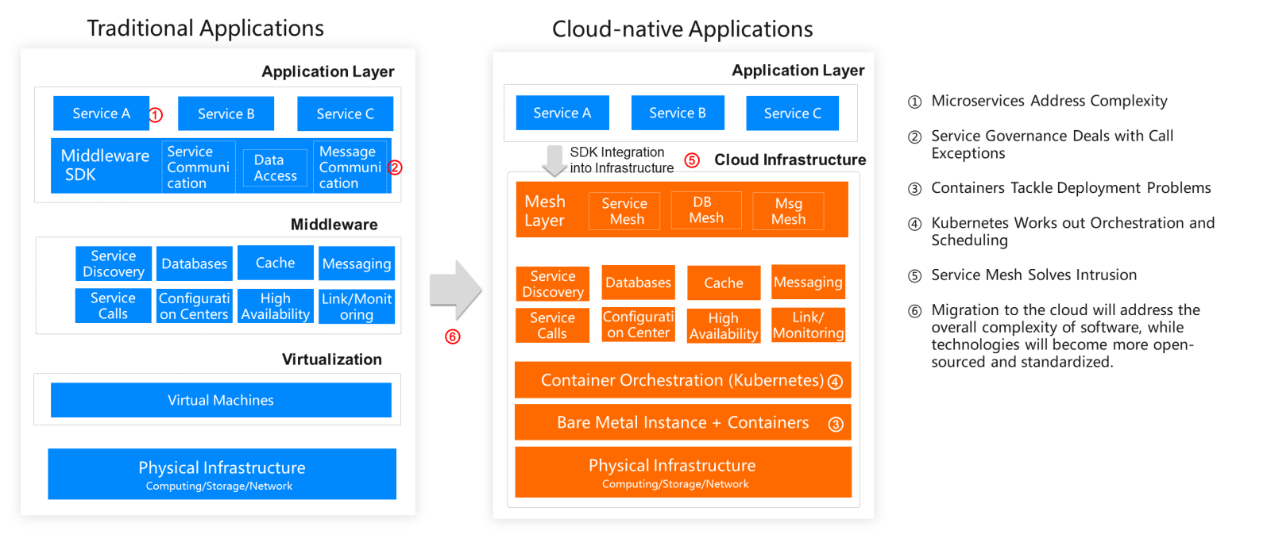 Traditional Applications
Application Layer
Service A
①
Service B
Service C
Middleware
SDK
Service
Communi
cation
Data
Access
Message
Communi
cation
②
Middleware
Service
Discovery
Databases
Cache
Messaging
Service
Calls
Configurati
on Centers
High
Availability
Link/Monit
oring
Virtualization
Virtual Machines
Physical Infrastructure
Computing/Storage/Network
⑥
Cloud-native Applications
Application Layer
Service A
Service B
Service C
SDK Integration
into Infrastructure
⑤
Cloud Infrastructure
Mesh
Layer
Service
Mesh
DB
Mesh
Msg
Mesh
Service
Discovery
Databases
Cache
Messaging
Service
Calls
Configurati
on Center
High
Availability
Link/
Monitoring
Container Orchestration (Kubernetes) ④
Bare Metal Instance + Containers ③
Physical Infrastructure
Computing/Storage/Network
① Microservices Address Complexity
② Service Governance Deals with Call
Exceptions
③ Containers Tackle Deployment Problems
④ Kubernetes Works out Orchestration and
Scheduling
⑤ Service Mesh Solves Intrusion
⑥ Migration to the cloud will address the
overall complexity of software, while
technologies will become more open-
sourced and standardized.